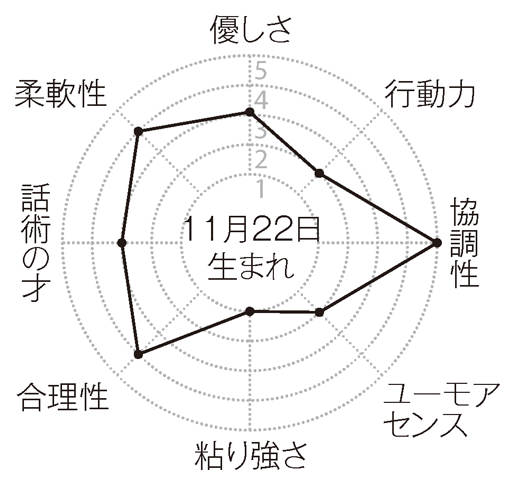 優しさ
行動力
協調性
ユーモア
センス
粘り強さ
合理性
話術の才
柔軟性
5
4
3
2
1
11月22日
生まれ